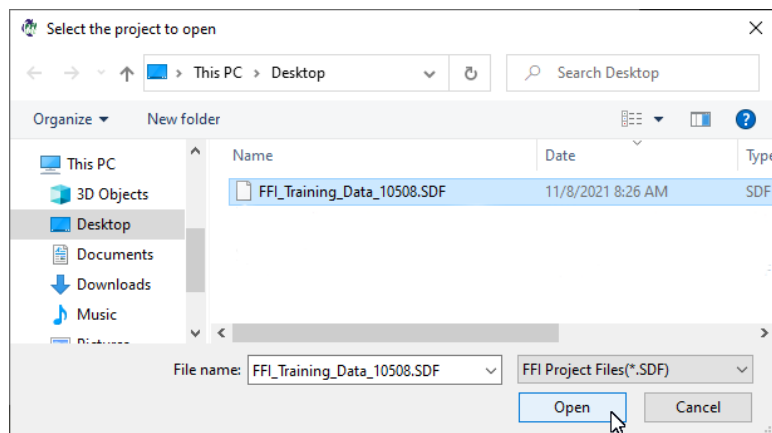 Select the project to open
This PC > Desktop
Search Desktop
Organize
New folder
Name
Date
Type
This PC
3D Objects
Desktop
Documents
Downloads
Music
Pictures
FFI_Training_Data_10508.SDF
11/8/2021 8:26 AM
SDF
File name:
FFI_Training_Data_10508.SDF
FFI Project Files(*.SDF)
Open
Cancel